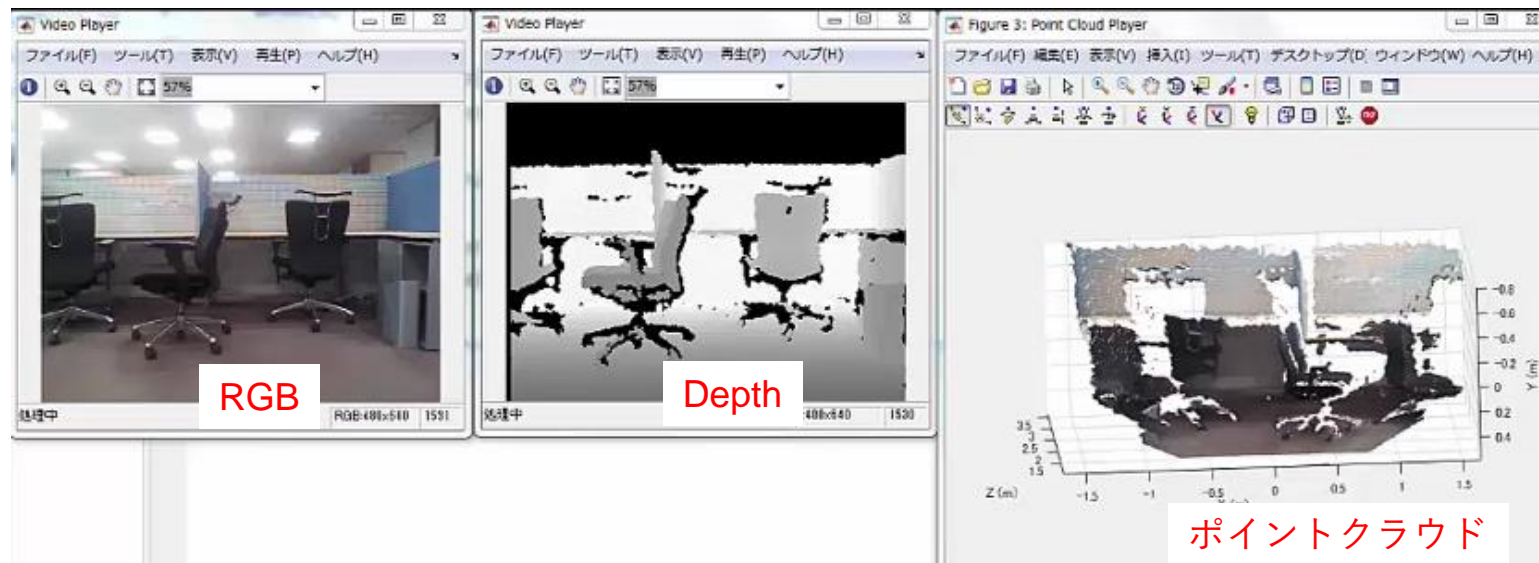 Video Player
ファイル(F) ツール(T) 表示(V) 再生(P) ヘルプ(H)
57%
RGB
処理中
RGB:480x640 1531
Video Player
ファイル(F) ツール(T) 表示(V) 再生(P) ヘルプ(H)
57%
Depth
処理中
480x640 1530
Figure 3: Point Cloud Player
ファイル(F) 編集(E) 表示(V) 挿入(I) ツール(T) デスクトップ(D) ウィンドウ(W) ヘルプ(H)
-0.8
-0.6
-0.4
-0.2
0
0.2
0.4
Y (m)
3.5
3
2.5
2
1.5
Z (m)
-1.5 -1 -0.5 0 0.5 1 1.5
ポイントクラウド